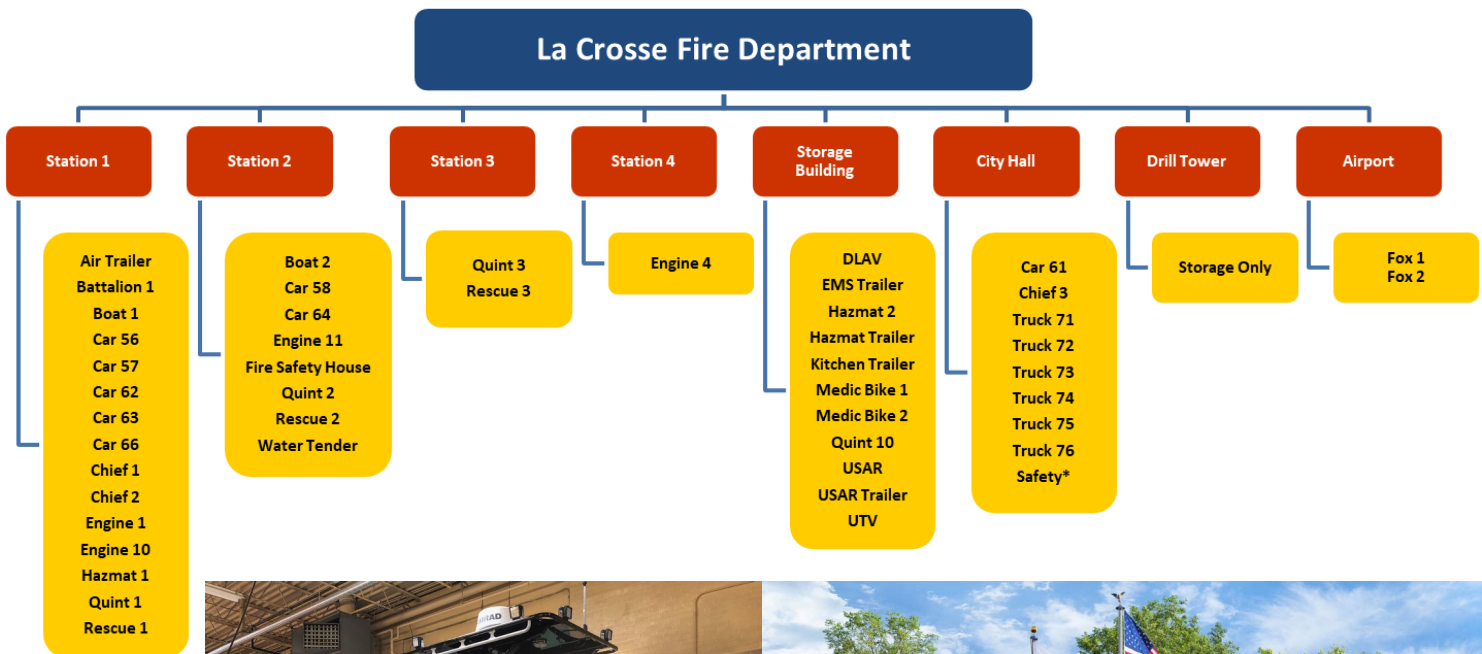 La Crosse Fire Department
Station 1
Station 2
Station 3
Station 4
Storage
Building
City Hall
Drill Tower
Airport
Air Trailer
Battalion 1
Boat 1
Car 56
Car 57
Car 62
Car 63
Car 66
Chief 1
Chief 2
Engine 1
Engine 10
Hazmat 1
Quint 1
Rescue 1
Boat 2
Car 58
Car 64
Engine 11
Fire Safety House
Quint 2
Rescue 2
Water Tender
Quint 3
Rescue 3
Engine 4
DLAV
EMS Trailer
Hazmat 2
Hazmat Trailer
Kitchen Trailer
Medic Bike 1
Medic Bike 2
Quint 10
USAR
USAR Trailer
UTV
Car 61
Chief 3
Truck 71
Truck 72
Truck 73
Truck 74
Truck 75
Truck 76
Safety*
Storage Only
Fox 1
Fox 2